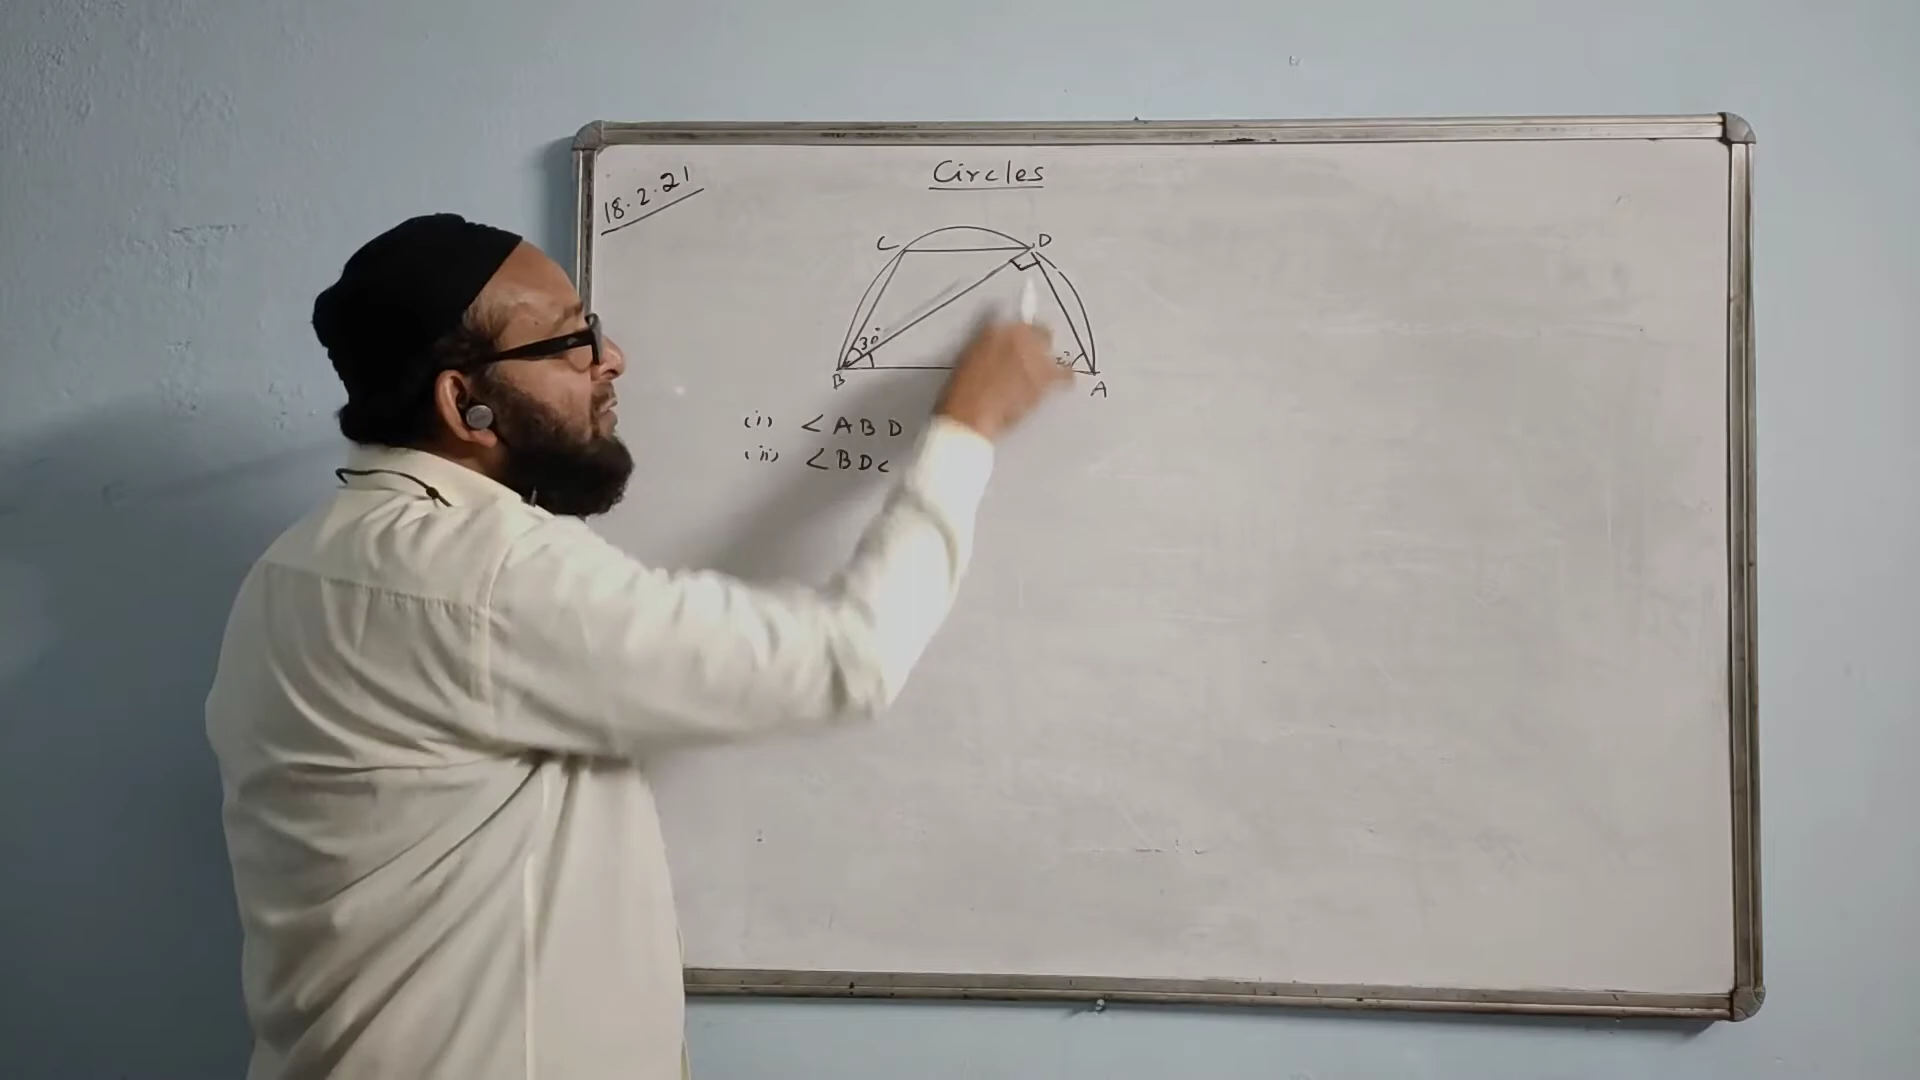 18.2.21
Circles
C D
30°
B A
(i) <ABD
(ii) <BDC